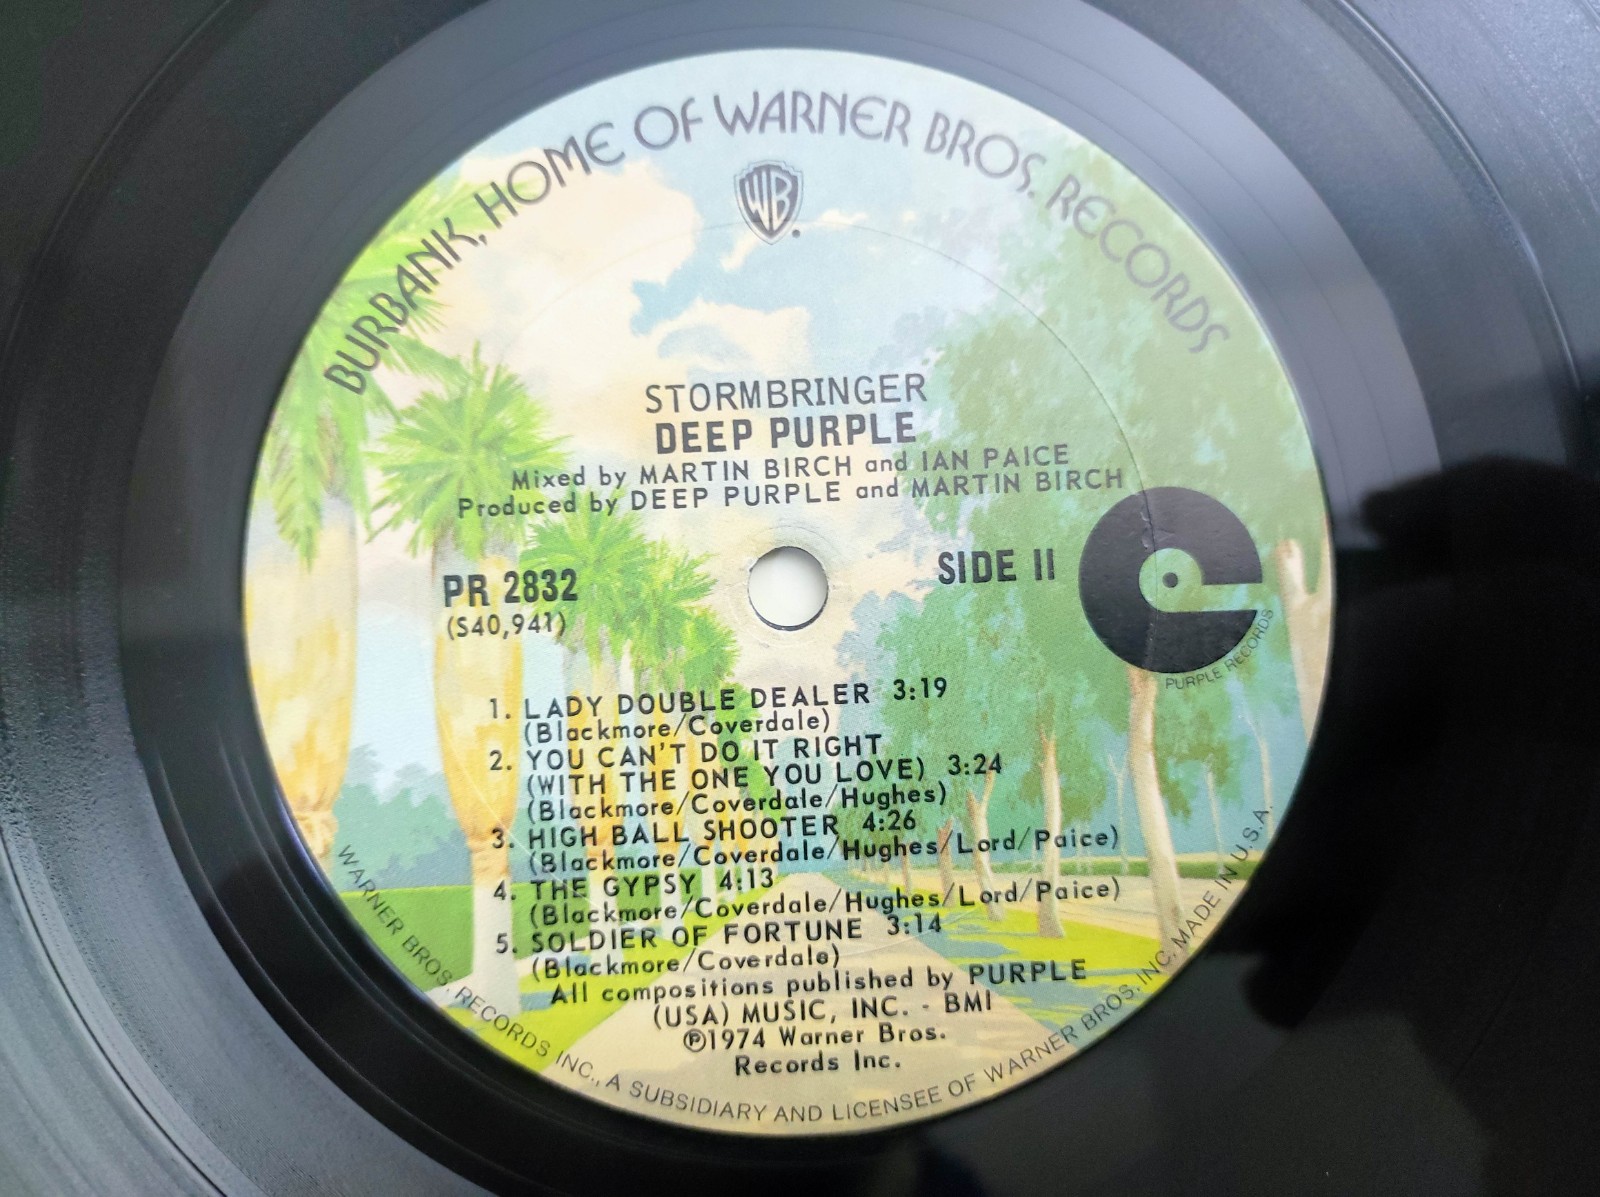 BURBANK, HOME OF WARNER BROS. RECORDS
WB
STORMBRINGER
DEEP PURPLE
Mixed by MARTIN BIRCH and IAN PAICE
Produced by DEEP PURPLE and MARTIN BIRCH
PR 2832
(S40,941)
SIDE II
PURPLE RECORDS
1. LADY DOUBLE DEALER 3:19
(Blackmore/Coverdale)
2. YOU CAN'T DO IT RIGHT
(WITH THE ONE YOU LOVE) 3:24
(Blackmore/Coverdale/Hughes)
3. HIGH BALL SHOOTER 4:26
(Blackmore/Coverdale/Hughes/Lord/Paice)
4. THE GYPSY 4:13
(Blackmore/Coverdale/Hughes/Lord/Paice)
5. SOLDIER OF FORTUNE 3:14
(Blackmore/Coverdale)
All compositions published by PURPLE
(USA) MUSIC, INC. - BMI
℗1974 Warner Bros.
Records Inc.
WARNER BROS. RECORDS INC., A SUBSIDIARY AND LICENSEE OF WARNER BROS. INC. MADE IN U.S.A.